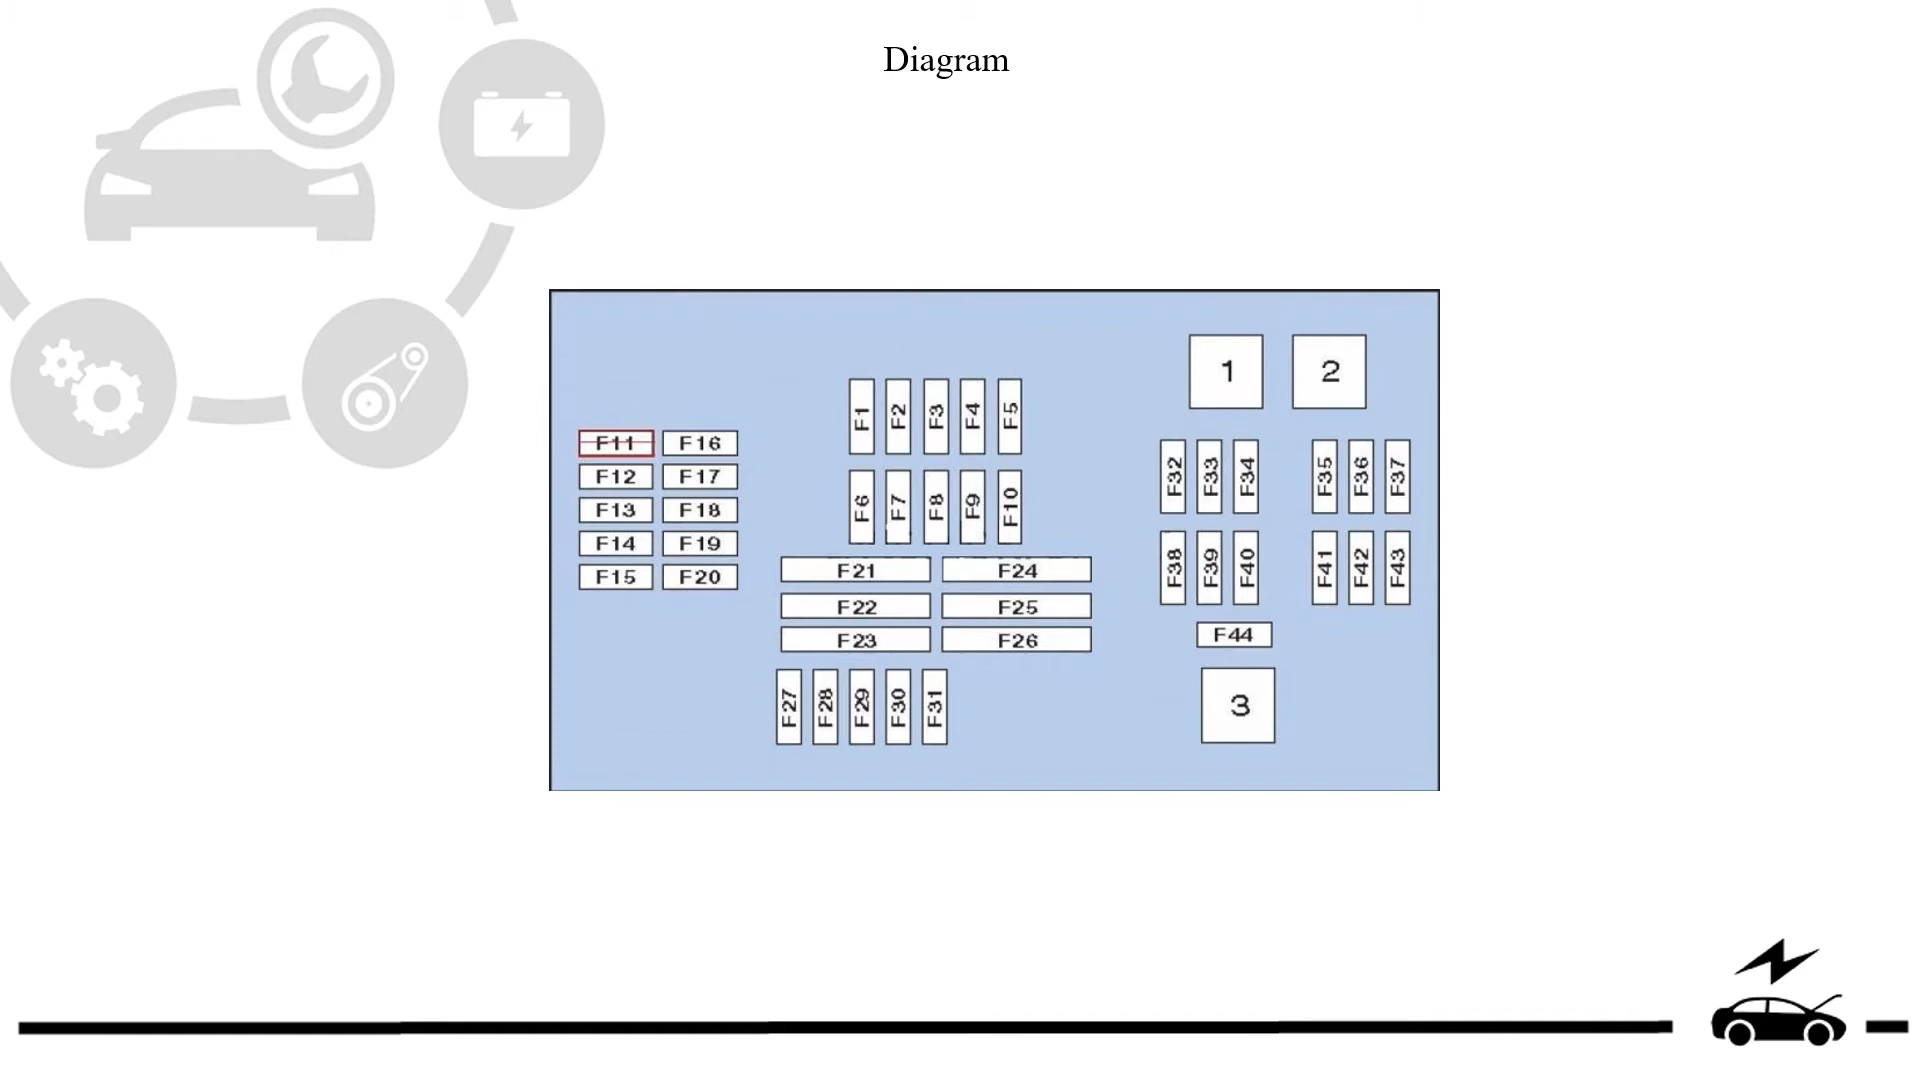 Diagram
1 2
F1 F2 F3 F4 F5
F11 F16
F12 F17
F13 F18
F14 F19
F15 F20
F6 F7 F8 F9 F10
F21 F24
F22 F25
F23 F26
F27 F28 F29 F30 F31
F32 F33 F34 F35 F36 F37
F38 F39 F40 F41 F42 F43
F44
3